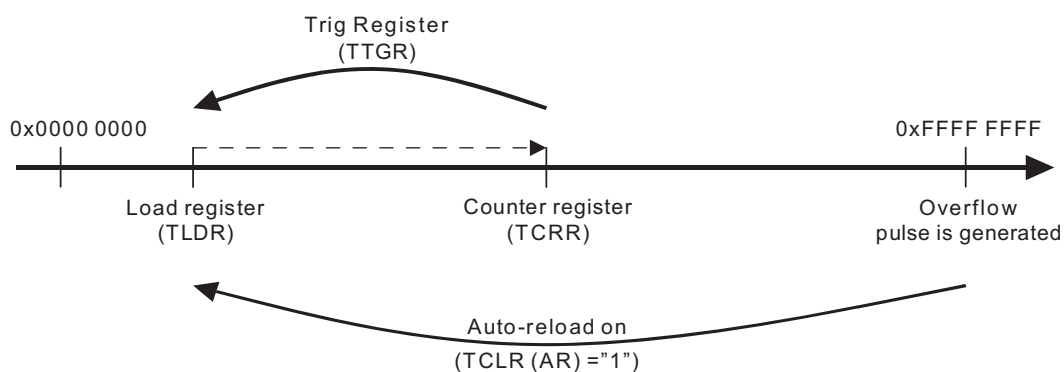 Trig Register
(TTGR)
0x0000 0000
0xFFFF FFFF
Load register
(TLDR)
Counter register
(TCRR)
Overflow
pulse is generated
Auto-reload on
(TCLR (AR) =”1”)